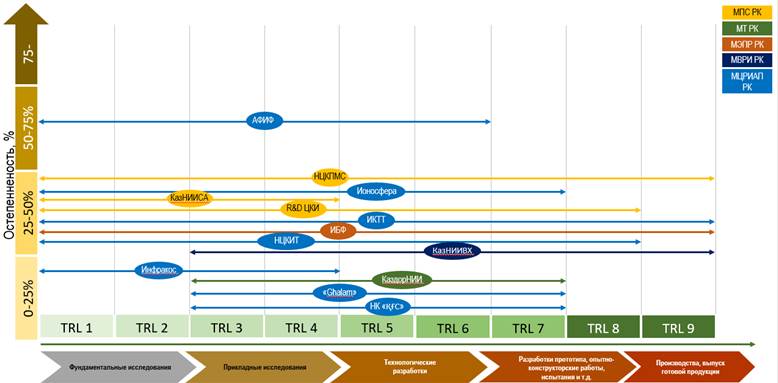 МПС РК
МТ РК
МЭПР РК
МВРИ РК
МЦРИАП
РК
Остепенненость, %
75-
50-75%
25-50%
0-25%
АФИФ
НЦКПМС
Ионосфера
КазНИИСА
R&D ЦКИ
ИКТТ
ИБФ
НЦКИТ
КазНИИВХ
Инфракос
КаздорНИИ
«Ghalam»
НК «ҚҒС»
TRL 1
TRL 2
TRL 3
TRL 4
TRL 5
TRL 6
TRL 7
TRL 8
TRL 9
Фундаментальные исследования
Прикладные исследования
Технологические
разработки
Разработки прототипа, опытно-
конструкторские работы,
испытания и т.д
Производства, выпуск
готовой продукции